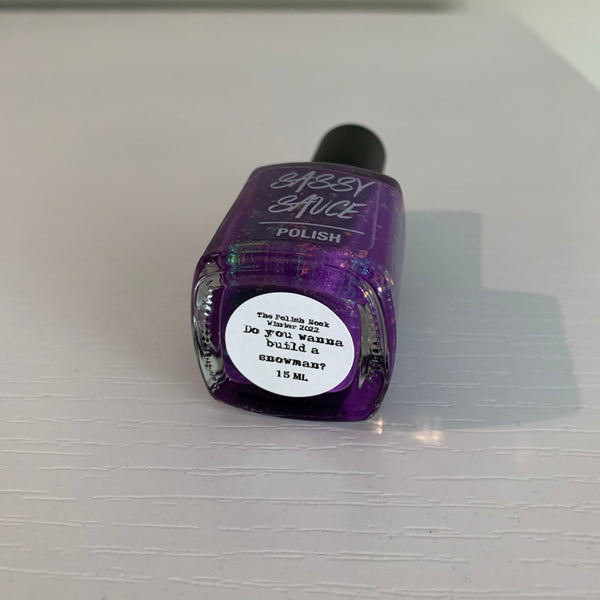 SASSY
SAUCE
POLISH
The Polish Nook
Winter 2022
Do you wanna
build a
snowman?
15 ML